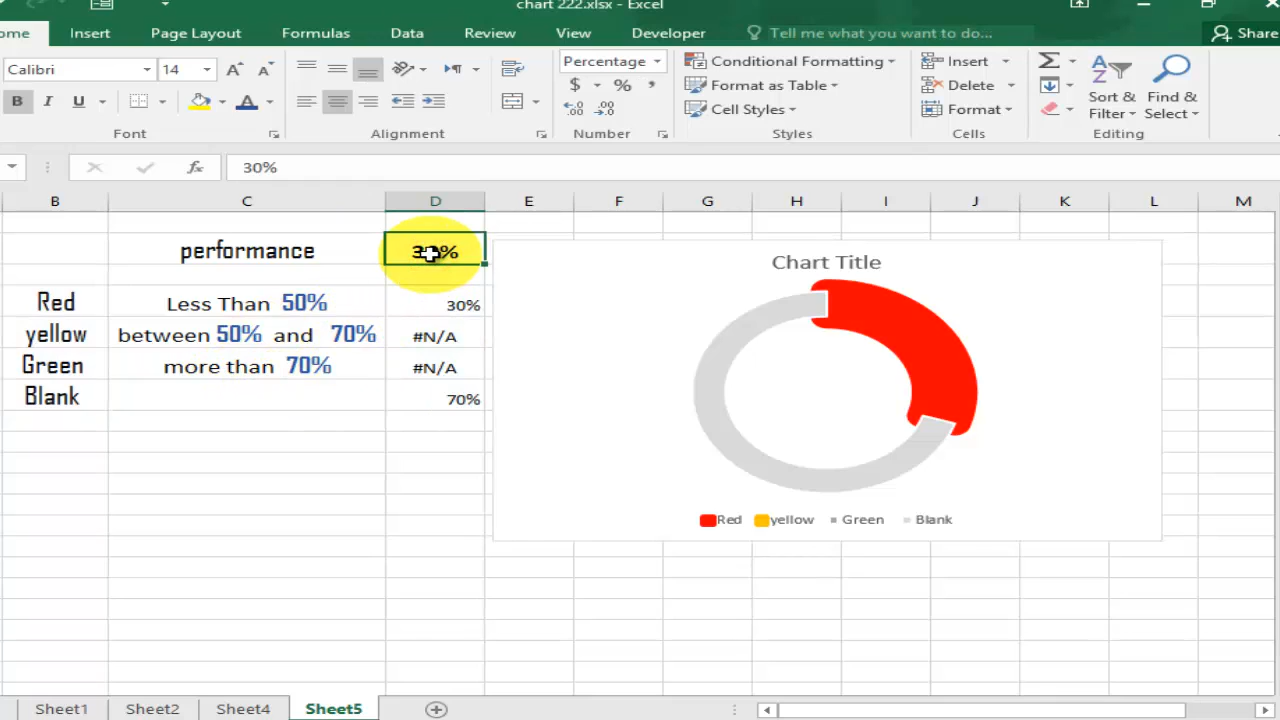 chart 222.xlsx - Excel
ome Insert Page Layout Formulas Data Review View Developer Tell me what you want to do... Share
Calibri 14 A A Percentage Conditional Formatting Insert
B I U A $ % , Format as Table Delete Sort & Find &
Cell Styles Format Filter Select
Font Alignment Number Styles Cells Editing
fx 30%
B C D E F G H I J K L M
performance 30%
Chart Title
Red Less Than 50% 30%
yellow between 50% and 70% #N/A
Green more than 70% #N/A
Blank 70%
Red yellow Green Blank
Sheet1 Sheet2 Sheet4 Sheet5